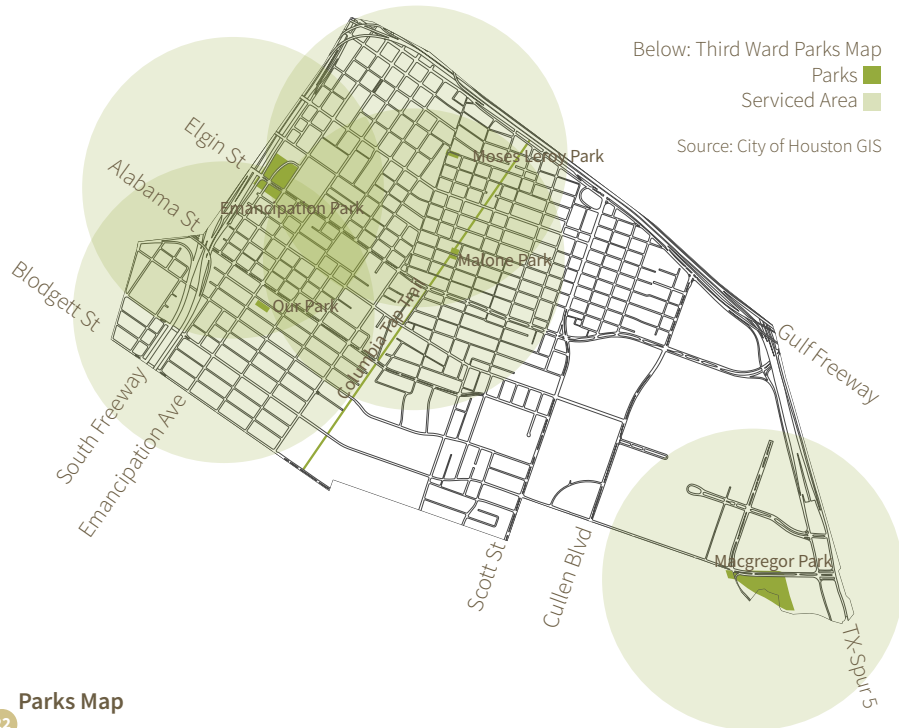 Below: Third Ward Parks Map
Parks
Serviced Area
Source: City of Houston GIS
Elgin St
Alabama St
Blodgett St
Moses Leroy Park
Emancipation Park
Malone Park
Our Park
Columbia Tap Trail
Gulf Freeway
South Freeway
Emancipation Ave
Scott St
Cullen Blvd
Macgregor Park
TX-Spur 5
Parks Map